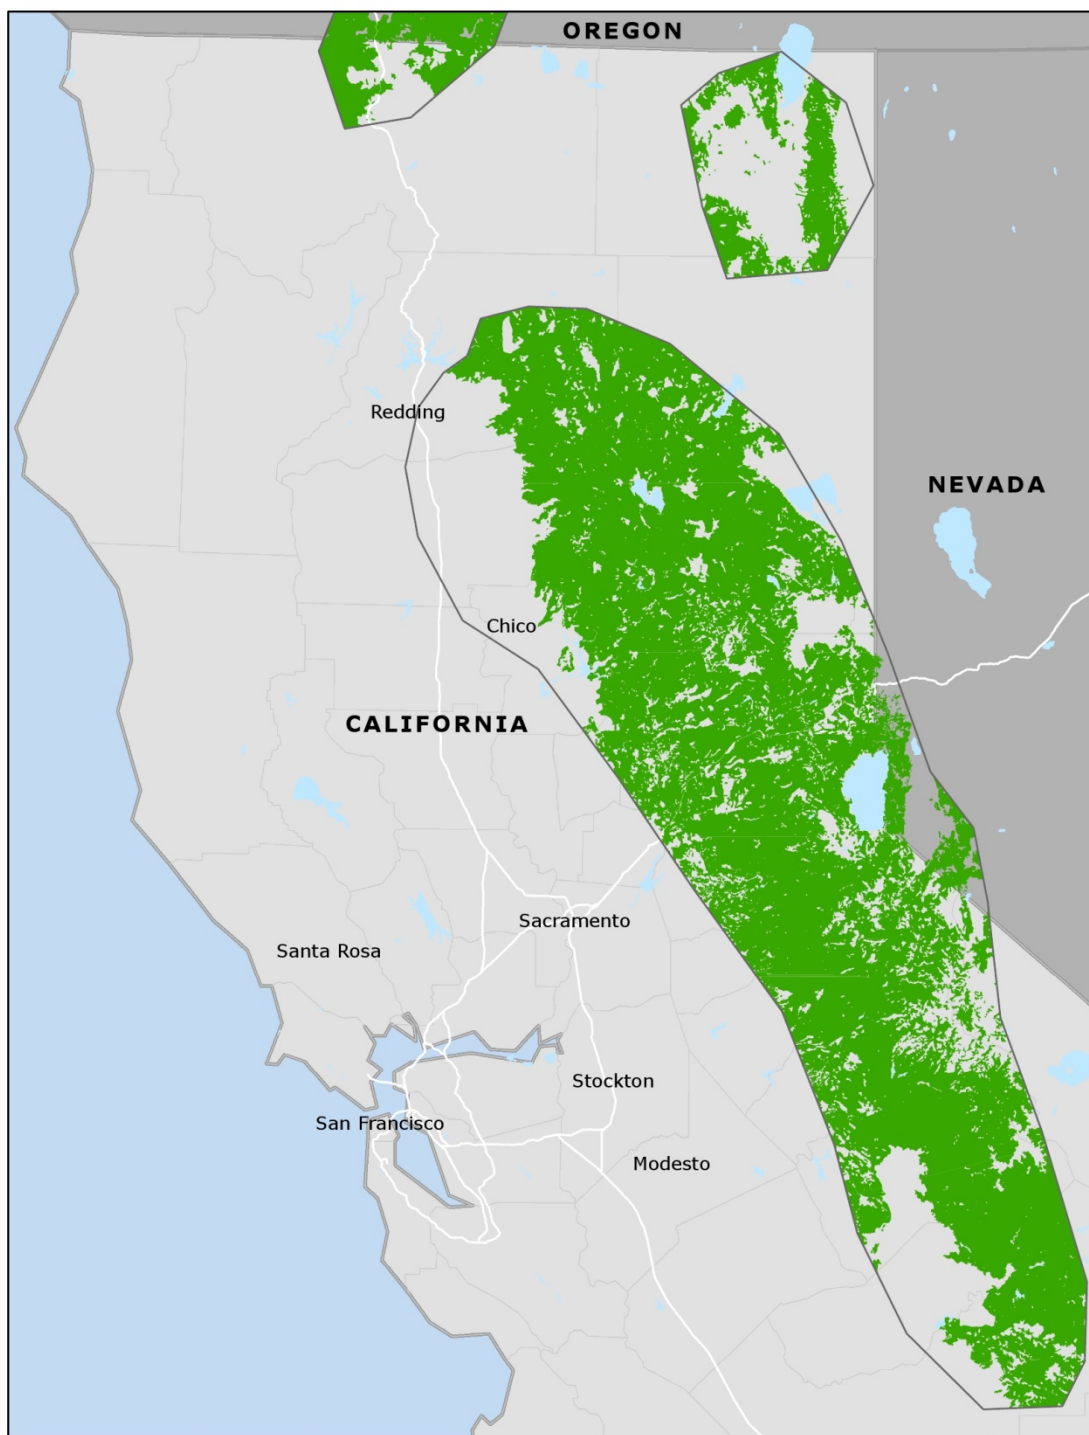 OREGON
Redding
NEVADA
Chico
CALIFORNIA
Sacramento
Santa Rosa
Stockton
San Francisco
Modesto